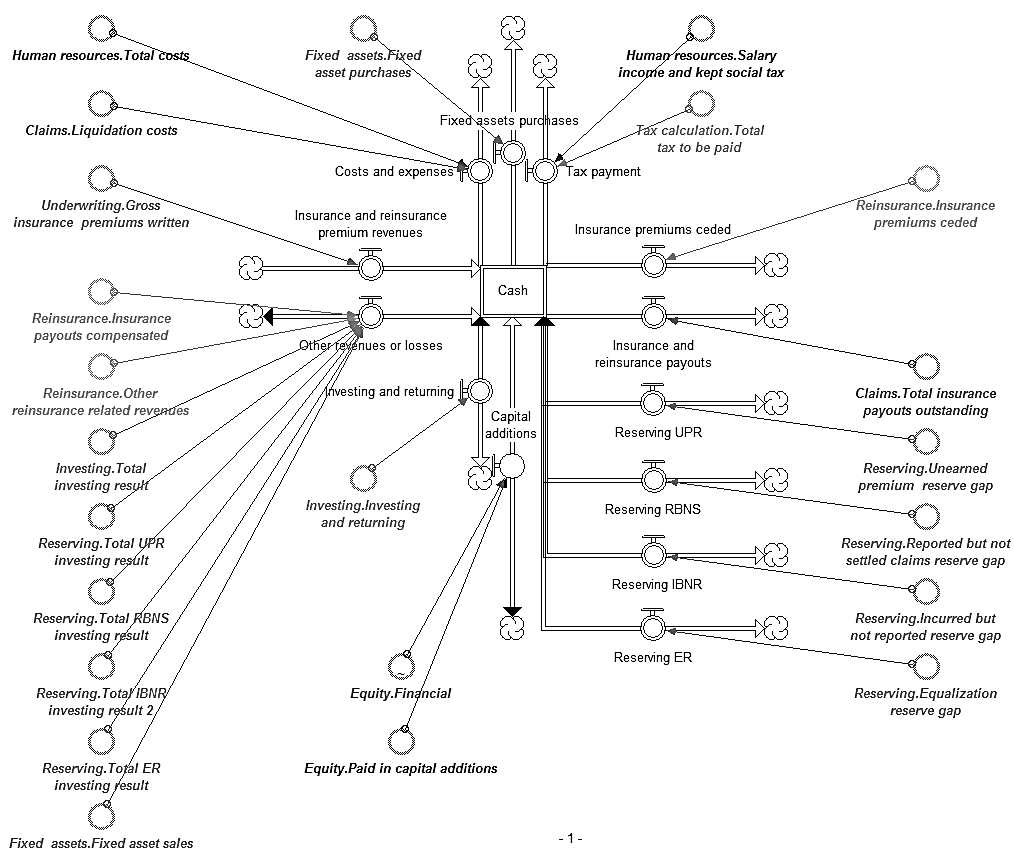 Human resources.Total costs
Fixed assets.Fixed
asset purchases
Human resources.Salary
income and kept social tax
Claims.Liquidation costs
Fixed assets purchases
Tax calculation.Total
tax to be paid
Costs and expenses
Tax payment
Underwriting.Gross
insurance premiums written
Insurance and reinsurance
premium revenues
Insurance premiums ceded
Reinsurance.Insurance
premiums ceded
Cash
Reinsurance.Insurance
payouts compensated
Other revenues or losses
Insurance and
reinsurance payouts
Reinsurance.Other
reinsurance related revenues
Investing and returning
Capital
additions
Claims.Total insurance
payouts outstanding
Reserving UPR
Investing.Total
investing result
Investing.Investing
and returning
Reserving.Unearned
premium reserve gap
Reserving RBNS
Reserving.Total UPR
investing result
Reserving.Reported but not
settled claims reserve gap
Reserving IBNR
Reserving.Total RBNS
investing result
Reserving.Incurred but
not reported reserve gap
Reserving ER
Reserving.Total IBNR
investing result 2
~
Equity.Financial
Reserving.Equalization
reserve gap
Reserving.Total ER
investing result
Equity.Paid in capital additions
Fixed assets.Fixed asset sales
- 1 -